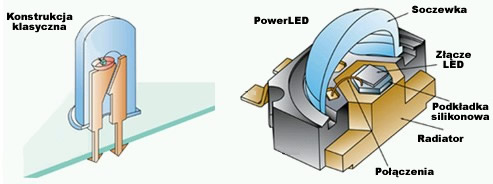 Konstrukcja
klasyczna
PowerLED
Soczewka
Złącze
LED
Podkładka
silikonowa
Radiator
Połączenia